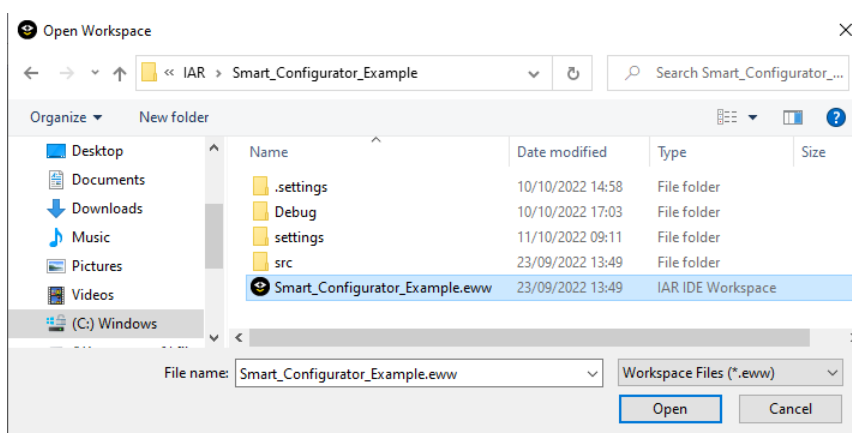 Open Workspace
« IAR > Smart_Configurator_Example
Search Smart_Configurator_...
Organize
New folder
Name
Date modified
Type
Size
Desktop
Documents
Downloads
Music
Pictures
Videos
(C:) Windows
.settings 10/10/2022 14:58 File folder
Debug 10/10/2022 17:03 File folder
settings 11/10/2022 09:11 File folder
src 23/09/2022 13:49 File folder
Smart_Configurator_Example.eww 23/09/2022 13:49 IAR IDE Workspace
File name: Smart_Configurator_Example.eww
Workspace Files (*.eww)
Open
Cancel